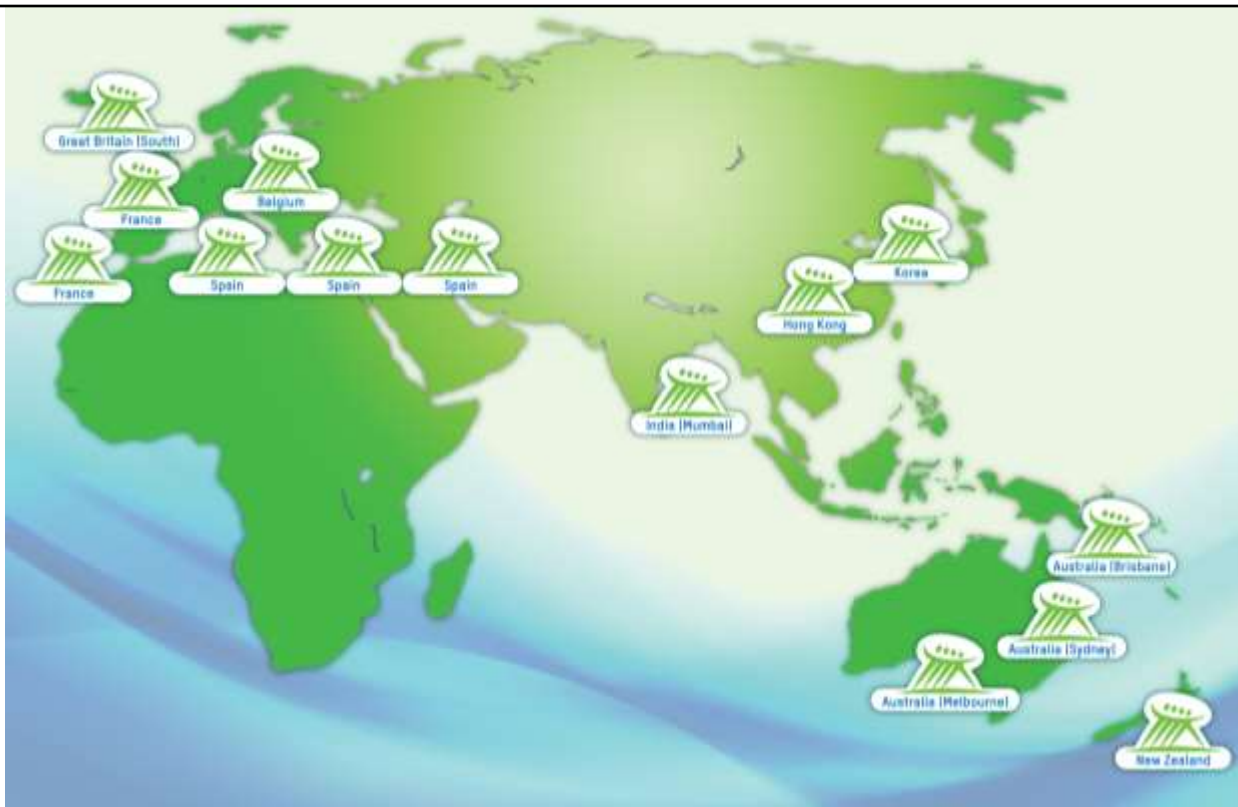 Great Britain (South)
France
Belgium
France
Spain
Spain
Spain
Korea
Hong Kong
India (Mumbai)
Australia (Brisbane)
Australia (Sydney)
Australia (Melbourne)
New Zealand